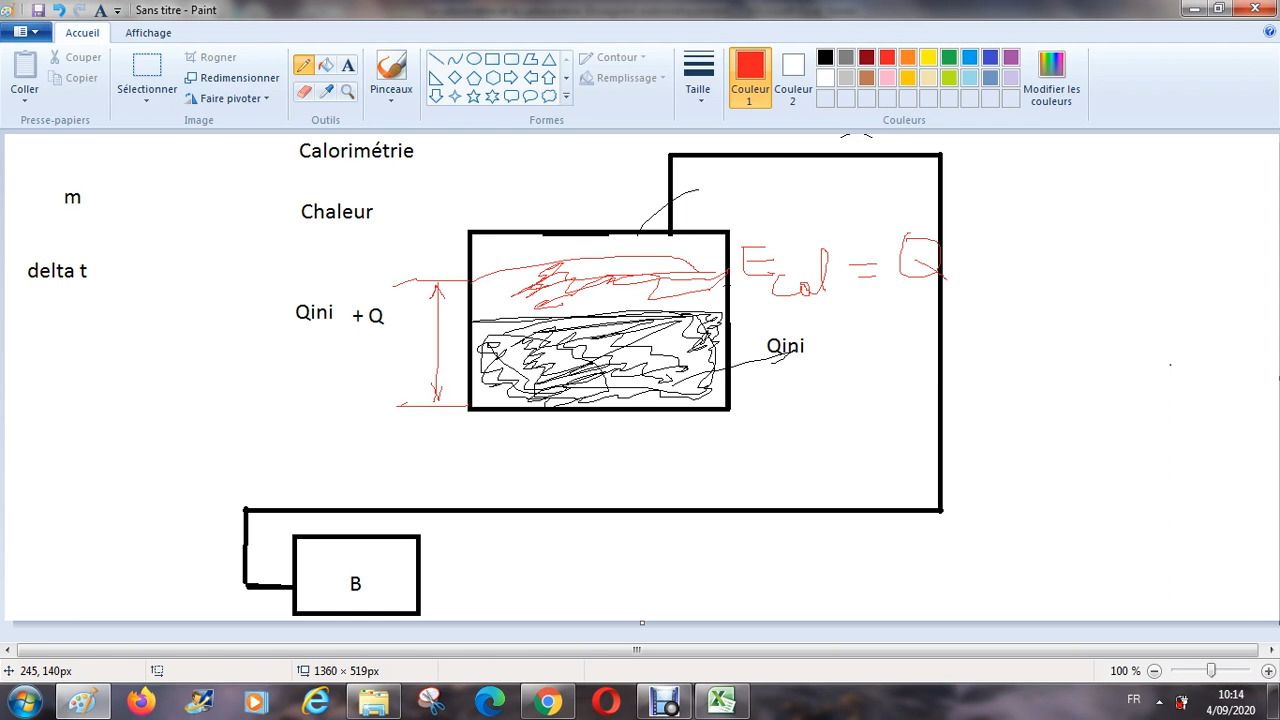 Sans titre - Paint
Accueil
Affichage
Coller
Couper
Copier
Presse-papiers
Sélectionner
Rogner
Redimensionner
Faire pivoter
Image
A
Outils
Pinceaux
Contour
Remplissage
Formes
Taille
Couleur
1
Couleur
2
Modifier les
couleurs
Couleurs
Calorimétrie
m
Chaleur
delta t
E cal = Q
Qini + Q
Qini
B
245, 140px
1360 × 519px
100 %
FR
10:14
4/09/2020